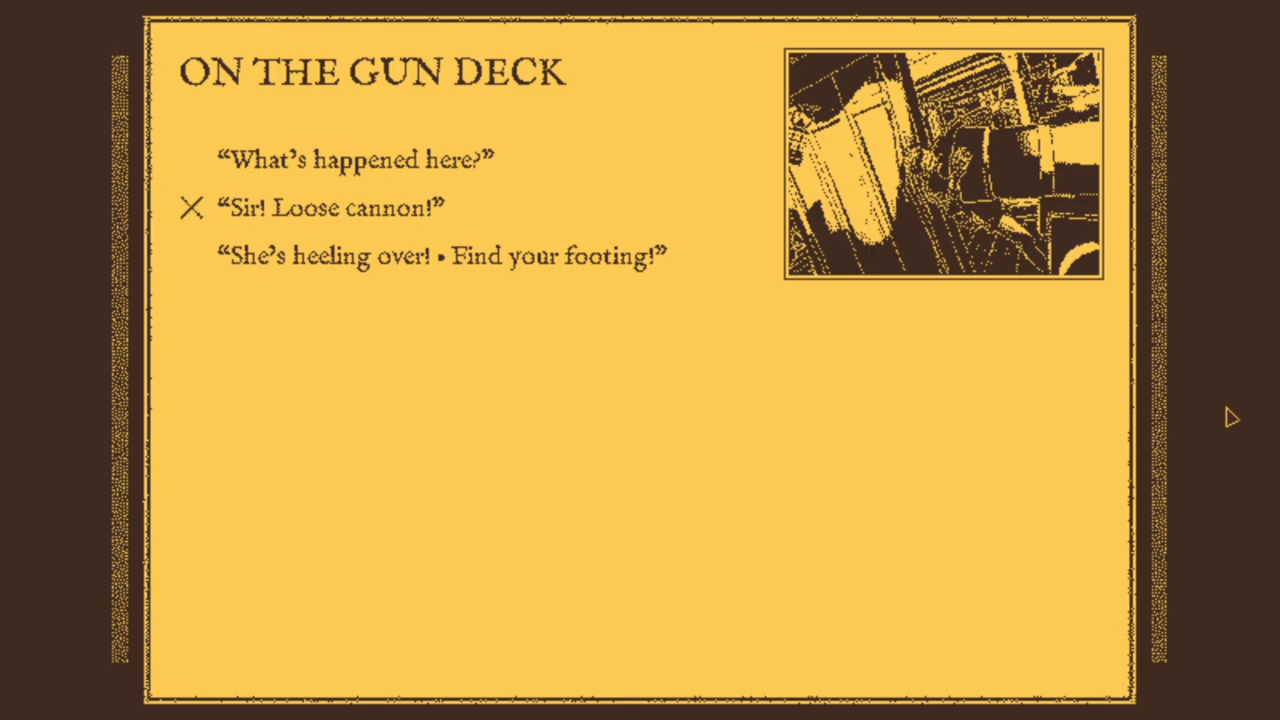 ON THE GUN DECK
“What’s happened here?”
“Sir! Loose cannon!”
“She’s heeling over! • Find your footing!”